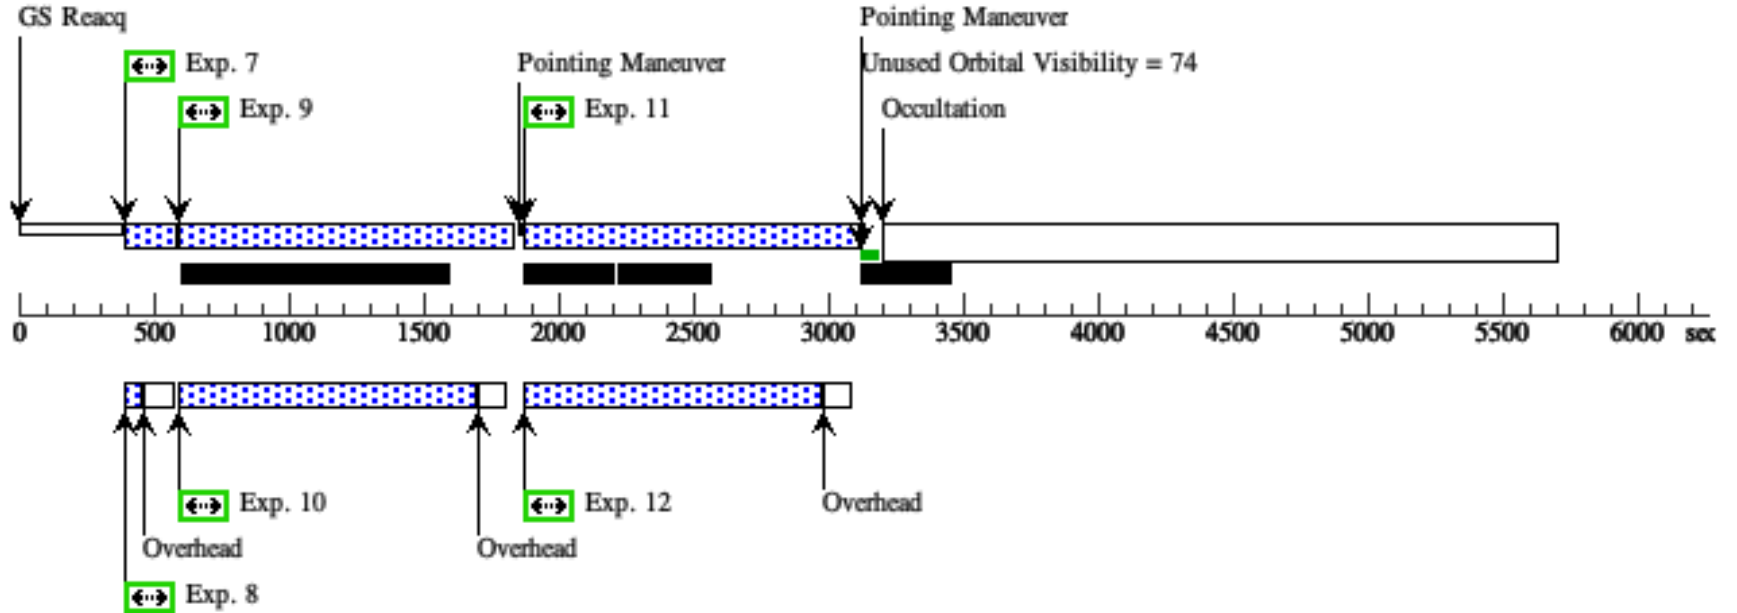 GS Reacq
Pointing Maneuver
Exp. 7
Pointing Maneuver
Unused Orbital Visibility = 74
Exp. 9
Exp. 11
Occultation
0 500 1000 1500 2000 2500 3000 3500 4000 4500 5000 5500 6000 sec
Exp. 10
Exp. 12
Overhead
Overhead
Overhead
Exp. 8